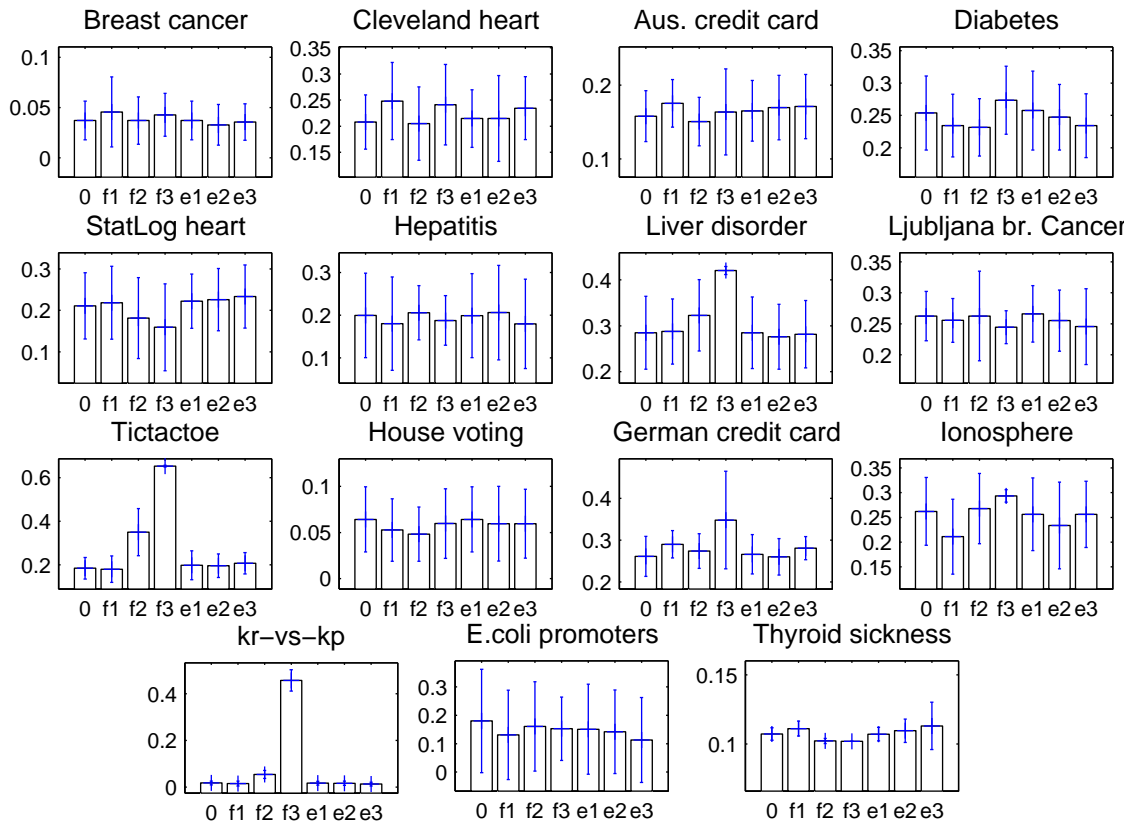 Breast cancer Cleveland heart Aus. credit card Diabetes
0.1 0.05 0
0.35 0.3 0.25 0.2 0.15
0.2 0.1
0.35 0.3 0.25 0.2
0 f1 f2 f3 e1 e2 e3 0 f1 f2 f3 e1 e2 e3 0 f1 f2 f3 e1 e2 e3 0 f1 f2 f3 e1 e2 e3
StatLog heart Hepatitis Liver disorder Ljubljana br. Cancer
0.3 0.2 0.1
0.3 0.2 0.1
0.4 0.3 0.2
0.35 0.3 0.25 0.2
0 f1 f2 f3 e1 e2 e3 0 f1 f2 f3 e1 e2 e3 0 f1 f2 f3 e1 e2 e3 0 f1 f2 f3 e1 e2 e3
Tictactoe House voting German credit card Ionosphere
0.6 0.4 0.2
0.1 0.05 0
0.4 0.3 0.2
0.35 0.3 0.25 0.2 0.15
0 f1 f2 f3 e1 e2 e3 0 f1 f2 f3 e1 e2 e3 0 f1 f2 f3 e1 e2 e3 0 f1 f2 f3 e1 e2 e3
kr−vs−kp E.coli promoters Thyroid sickness
0.4 0.2 0
0.3 0.2 0.1 0
0.15 0.1
0 f1 f2 f3 e1 e2 e3 0 f1 f2 f3 e1 e2 e3 0 f1 f2 f3 e1 e2 e3